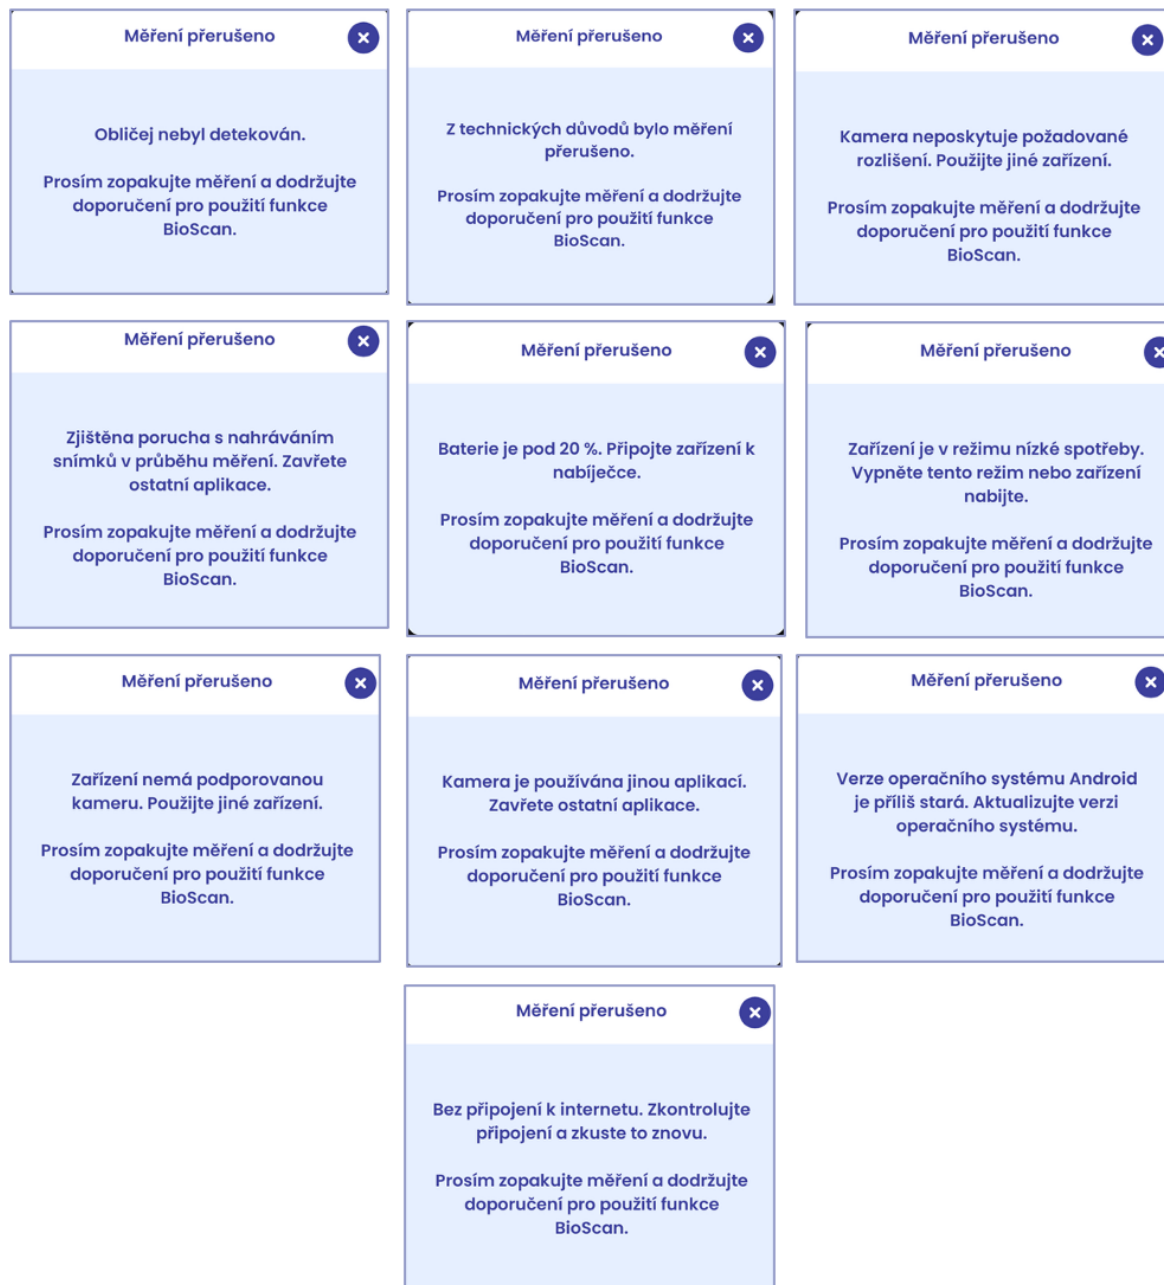 Měření přerušeno
Obličej nebyl detekován.
Prosím zopakujte měření a dodržujte
doporučení pro použití funkce
BioScan.
Měření přerušeno
Z technických důvodů bylo měření
přerušeno.
Prosím zopakujte měření a dodržujte
doporučení pro použití funkce
BioScan.
Měření přerušeno
Kamera neposkytuje požadované
rozlišení. Použijte jiné zařízení.
Prosím zopakujte měření a dodržujte
doporučení pro použití funkce
BioScan.
Měření přerušeno
Zjištěna porucha s nahráváním
snímků v průběhu měření. Zavřete
ostatní aplikace.
Prosím zopakujte měření a dodržujte
doporučení pro použití funkce
BioScan.
Měření přerušeno
Baterie je pod 20 %. Připojte zařízení k
nabíječce.
Prosím zopakujte měření a dodržujte
doporučení pro použití funkce
BioScan.
Měření přerušeno
Zařízení je v režimu nízké spotřeby.
Vypněte tento režim nebo zařízení
nabijte.
Prosím zopakujte měření a dodržujte
doporučení pro použití funkce
BioScan.
Měření přerušeno
Zařízení nemá podporovanou
kameru. Použijte jiné zařízení.
Prosím zopakujte měření a dodržujte
doporučení pro použití funkce
BioScan.
Měření přerušeno
Kamera je používána jinou aplikací.
Zavřete ostatní aplikace.
Prosím zopakujte měření a dodržujte
doporučení pro použití funkce
BioScan.
Měření přerušeno
Verze operačního systému Android
je příliš stará. Aktualizujte verzi
operačního systému.
Prosím zopakujte měření a dodržujte
doporučení pro použití funkce
BioScan.
Měření přerušeno
Bez připojení k internetu. Zkontrolujte
připojení a zkuste to znovu.
Prosím zopakujte měření a dodržujte
doporučení pro použití funkce
BioScan.